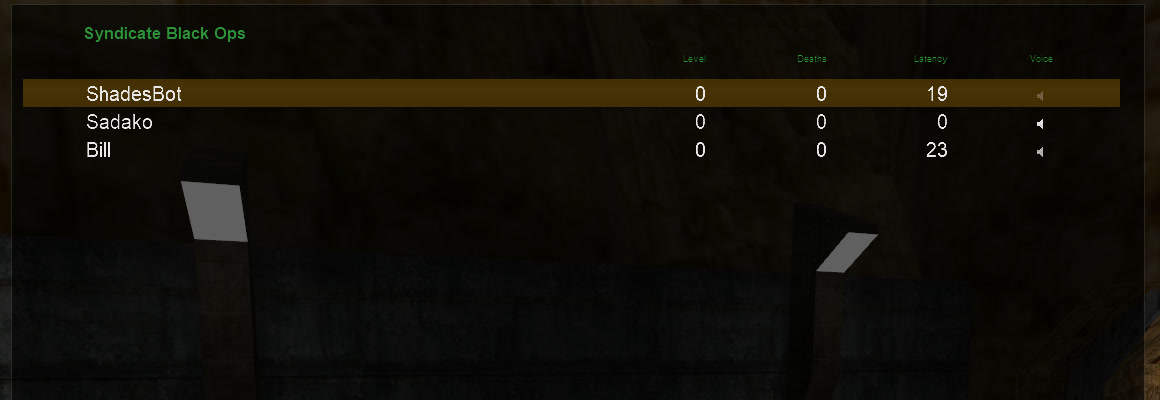 Syndicate Black Ops
Level Deaths Latency Voice
ShadesBot 0 0 19
Sadako 0 0 0
Bill 0 0 23